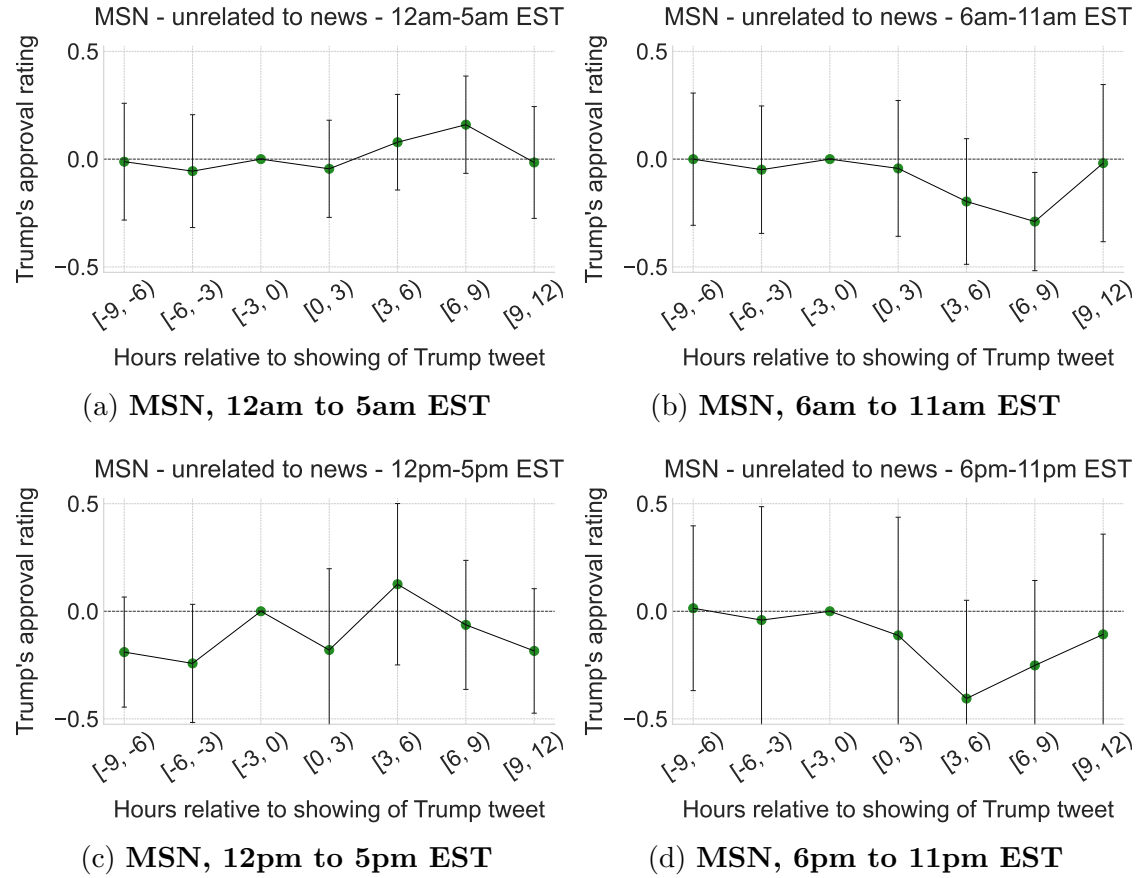 MSN - unrelated to news - 12am-5am EST
Trump's approval rating
0.5
0.0
−0.5
[-9, -6)
[-6, -3)
[-3, 0)
[0, 3)
[3, 6)
[6, 9)
[9, 12)
Hours relative to showing of Trump tweet
(a) MSN, 12am to 5am EST
MSN - unrelated to news - 6am-11am EST
Trump's approval rating
0.5
0.0
−0.5
[-9, -6)
[-6, -3)
[-3, 0)
[0, 3)
[3, 6)
[6, 9)
[9, 12)
Hours relative to showing of Trump tweet
(b) MSN, 6am to 11am EST
MSN - unrelated to news - 12pm-5pm EST
Trump's approval rating
0.5
0.0
−0.5
[-9, -6)
[-6, -3)
[-3, 0)
[0, 3)
[3, 6)
[6, 9)
[9, 12)
Hours relative to showing of Trump tweet
(c) MSN, 12pm to 5pm EST
MSN - unrelated to news - 6pm-11pm EST
Trump's approval rating
0.5
0.0
−0.5
[-9, -6)
[-6, -3)
[-3, 0)
[0, 3)
[3, 6)
[6, 9)
[9, 12)
Hours relative to showing of Trump tweet
(d) MSN, 6pm to 11pm EST